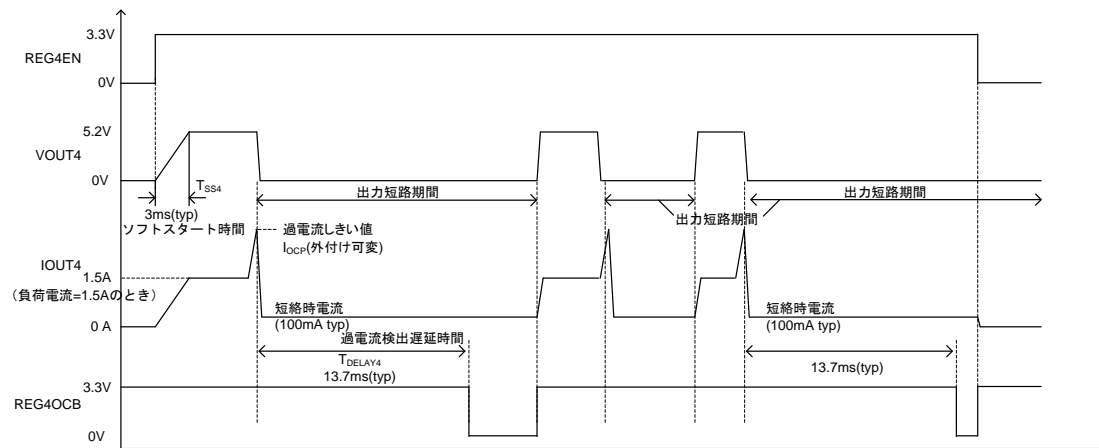 3.3V
REG4EN
0V
5.2V
VOUT4
0V
TSS4
出力短路期間
出力短路期間
3ms(typ)
ソフトスタート時間
過電流しきい値
IOCP(外付け可変)
出力短路期間
IOUT4
1.5A
(負荷電流=1.5Aのとき)
短絡時電流
(100mA typ)
短絡時電流
(100mA typ)
0 A
過電流検出遅延時間
TDELAY4
13.7ms(typ)
13.7ms(typ)
3.3V
REG4OCB
0V